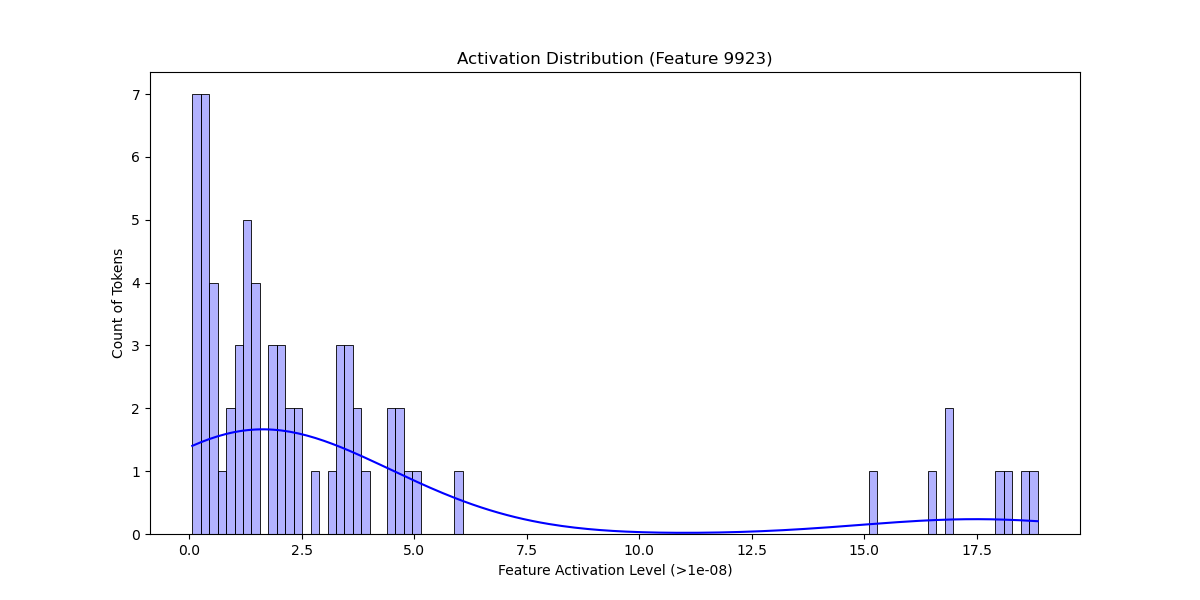 Activation Distribution (Feature 9923)
7
6
5
4
3
2
1
0
Count of Tokens
0.0 2.5 5.0 7.5 10.0 12.5 15.0 17.5
Feature Activation Level (>1e-08)